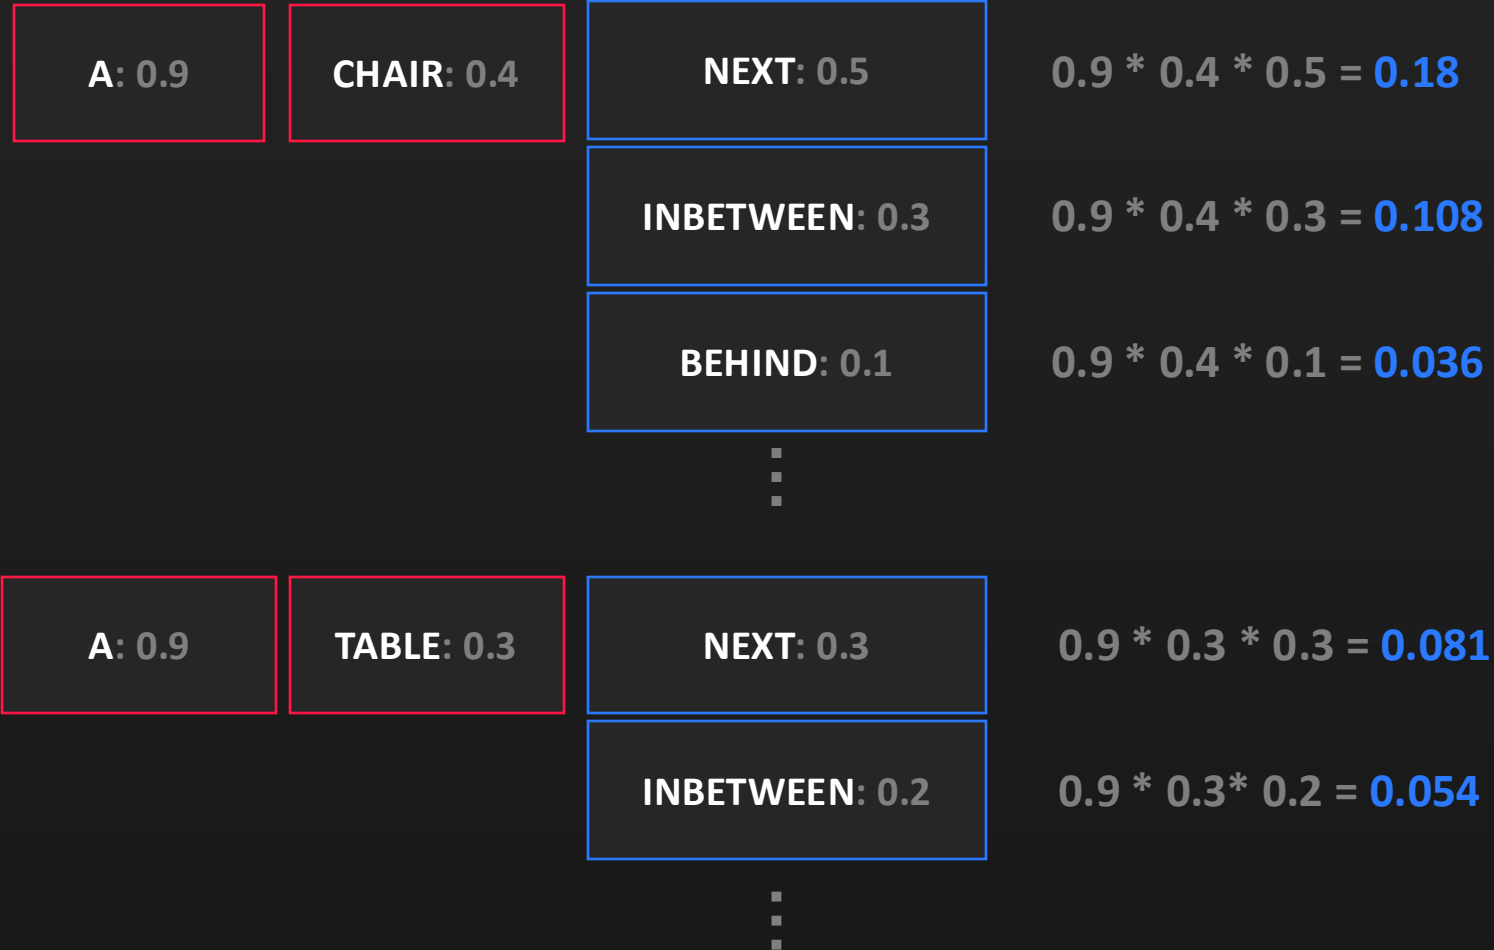 A: 0.9 CHAIR: 0.4 NEXT: 0.5 0.9 * 0.4 * 0.5 = 0.18
INBETWEEN: 0.3 0.9 * 0.4 * 0.3 = 0.108
BEHIND: 0.1 0.9 * 0.4 * 0.1 = 0.036
A: 0.9 TABLE: 0.3 NEXT: 0.3 0.9 * 0.3 * 0.3 = 0.081
INBETWEEN: 0.2 0.9 * 0.3* 0.2 = 0.054